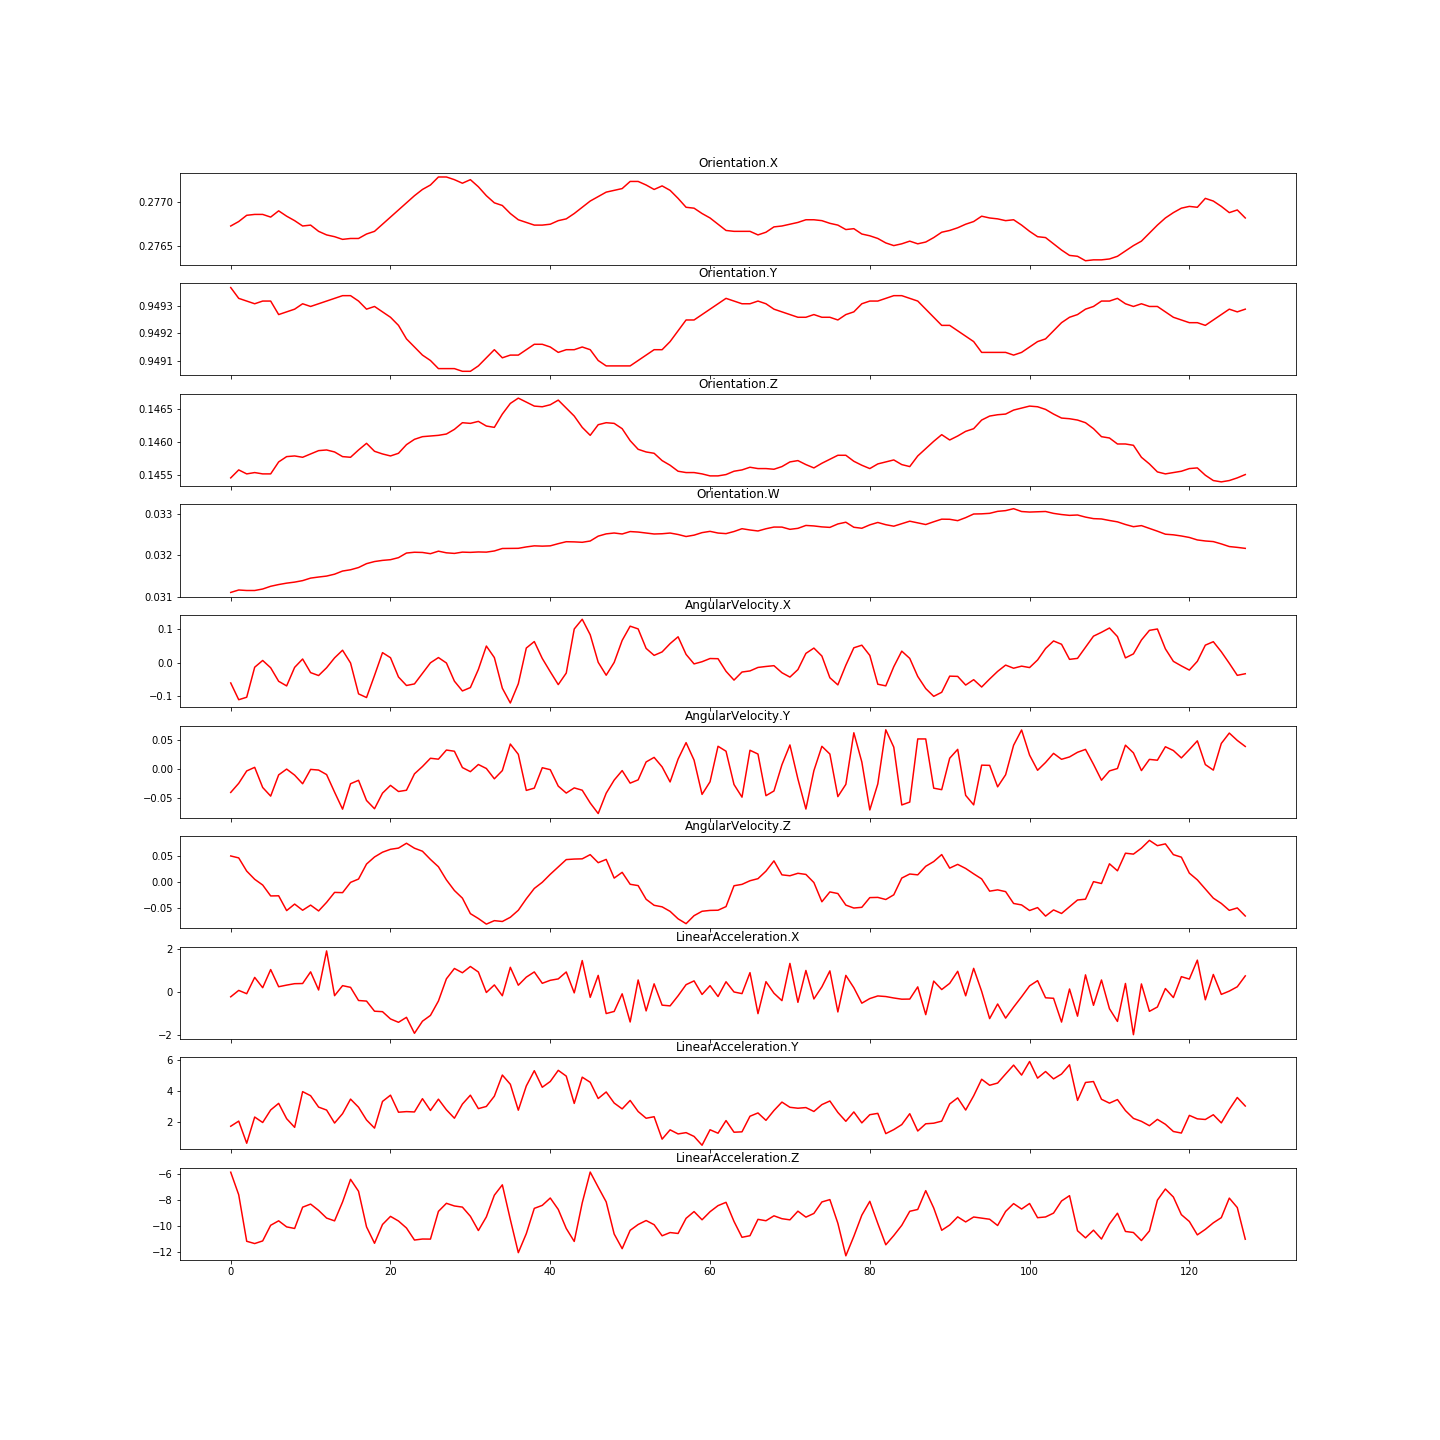 Orientation.X
0.2770
0.2765
Orientation.Y
0.9493
0.9492
0.9491
Orientation.Z
0.1465
0.1460
0.1455
Orientation.W
0.033
0.032
0.031
AngularVelocity.X
0.1
0.0
−0.1
AngularVelocity.Y
0.05
0.00
−0.05
AngularVelocity.Z
0.05
0.00
−0.05
LinearAcceleration.X
2
0
−2
LinearAcceleration.Y
6
4
2
LinearAcceleration.Z
−6
−8
−10
−12
0 20 40 60 80 100 120